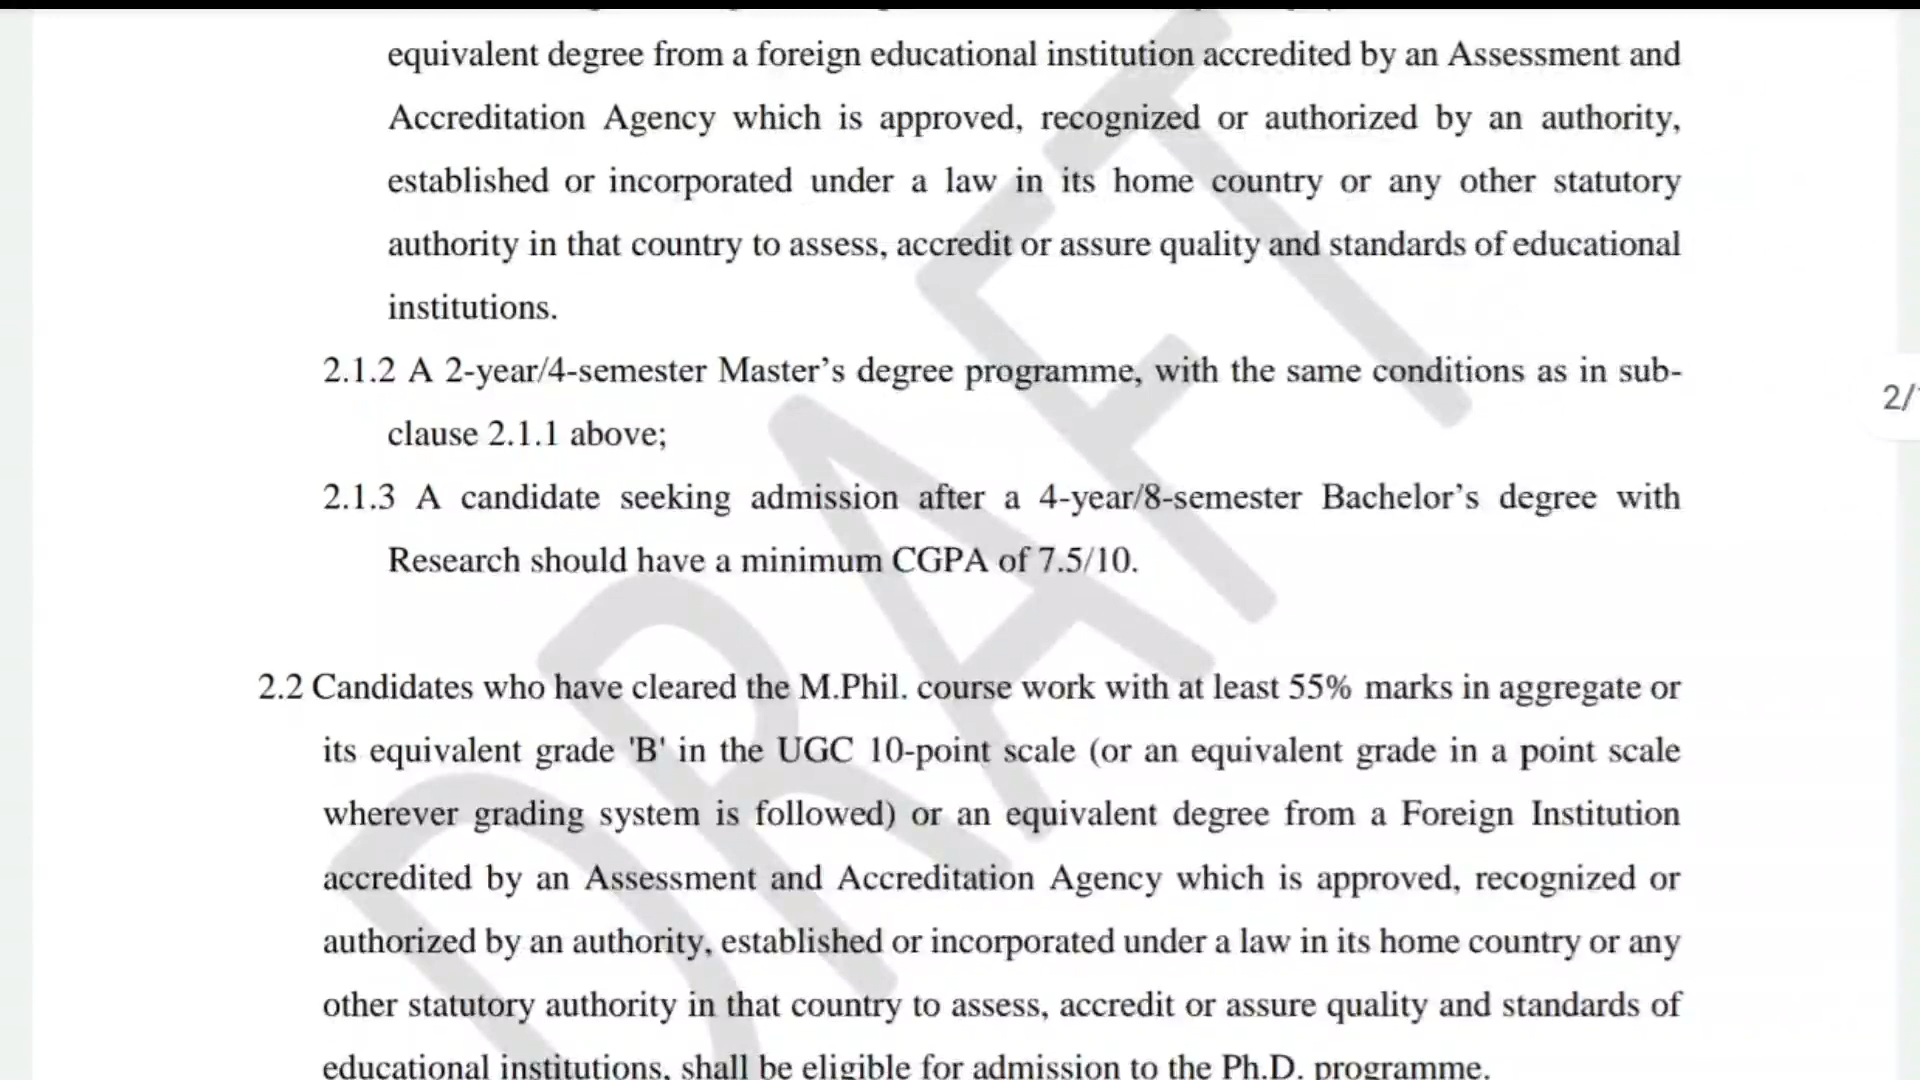 equivalent degree from a foreign educational institution accredited by an Assessment and
Accreditation Agency which is approved, recognized or authorized by an authority,
established or incorporated under a law in its home country or any other statutory
authority in that country to assess, accredit or assure quality and standards of educational
institutions.
2.1.2 A 2-year/4-semester Master’s degree programme, with the same conditions as in sub-
clause 2.1.1 above;
2/
2.1.3 A candidate seeking admission after a 4-year/8-semester Bachelor’s degree with
Research should have a minimum CGPA of 7.5/10.
2.2 Candidates who have cleared the M.Phil. course work with at least 55% marks in aggregate or
its equivalent grade 'B' in the UGC 10-point scale (or an equivalent grade in a point scale
wherever grading system is followed) or an equivalent degree from a Foreign Institution
accredited by an Assessment and Accreditation Agency which is approved, recognized or
authorized by an authority, established or incorporated under a law in its home country or any
other statutory authority in that country to assess, accredit or assure quality and standards of
educational institutions, shall be eligible for admission to the Ph.D. programme.
DRAFT